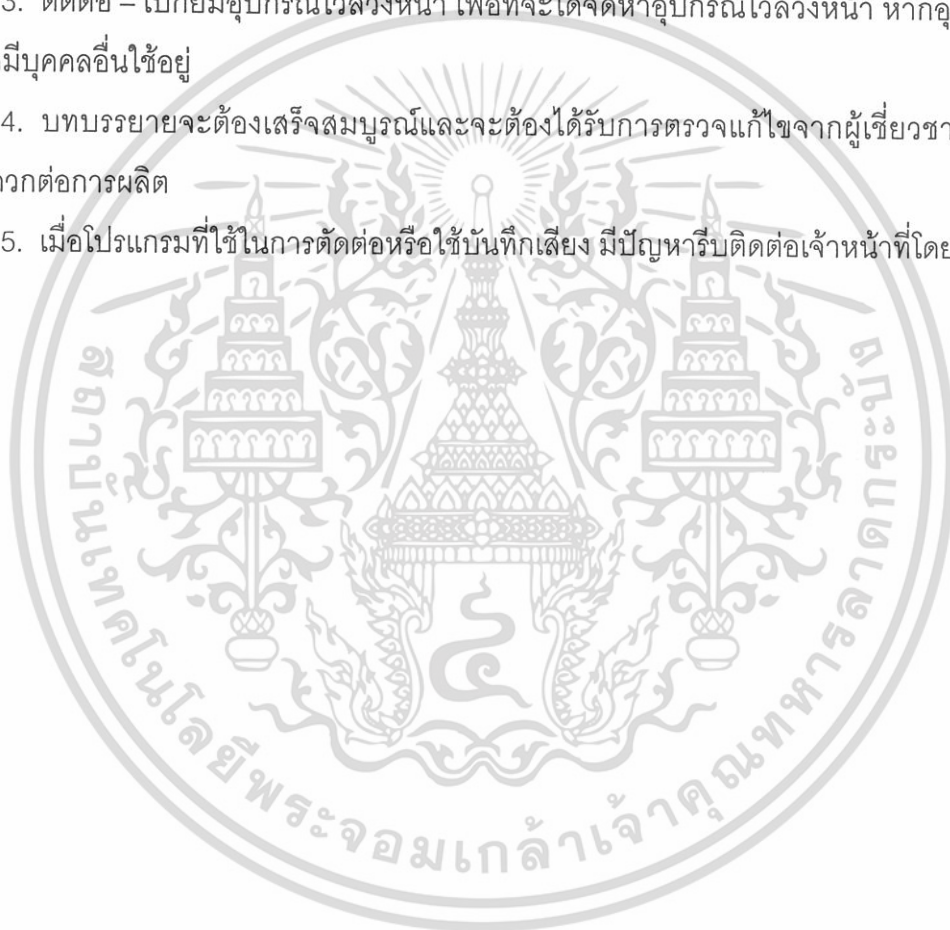 3. ติดต่อ – เบิกยืมอุปกรณ์ไว้ล่วงหน้า เพื่อที่จะได้จัดหาอุปกรณ์ไว้ล่วงหน้า หากอุ
มีบุคคลอื่นใช้อยู่
4. บทบรรยายจะต้องเสร็จสมบูรณ์และจะต้องได้รับการตรวจแก้ไขจากผู้เชี่ยวชา
วกต่อการผลิต
5. เมื่อโปรแกรมที่ใช้ในการตัดต่อหรือใช้บันทึกเสียง มีปัญหารีบติดต่อเจ้าหน้าที่โดย
สถาบันเทคโนโลยีพระจอมเกล้าเจ้าคุณทหารลาดกระบัง